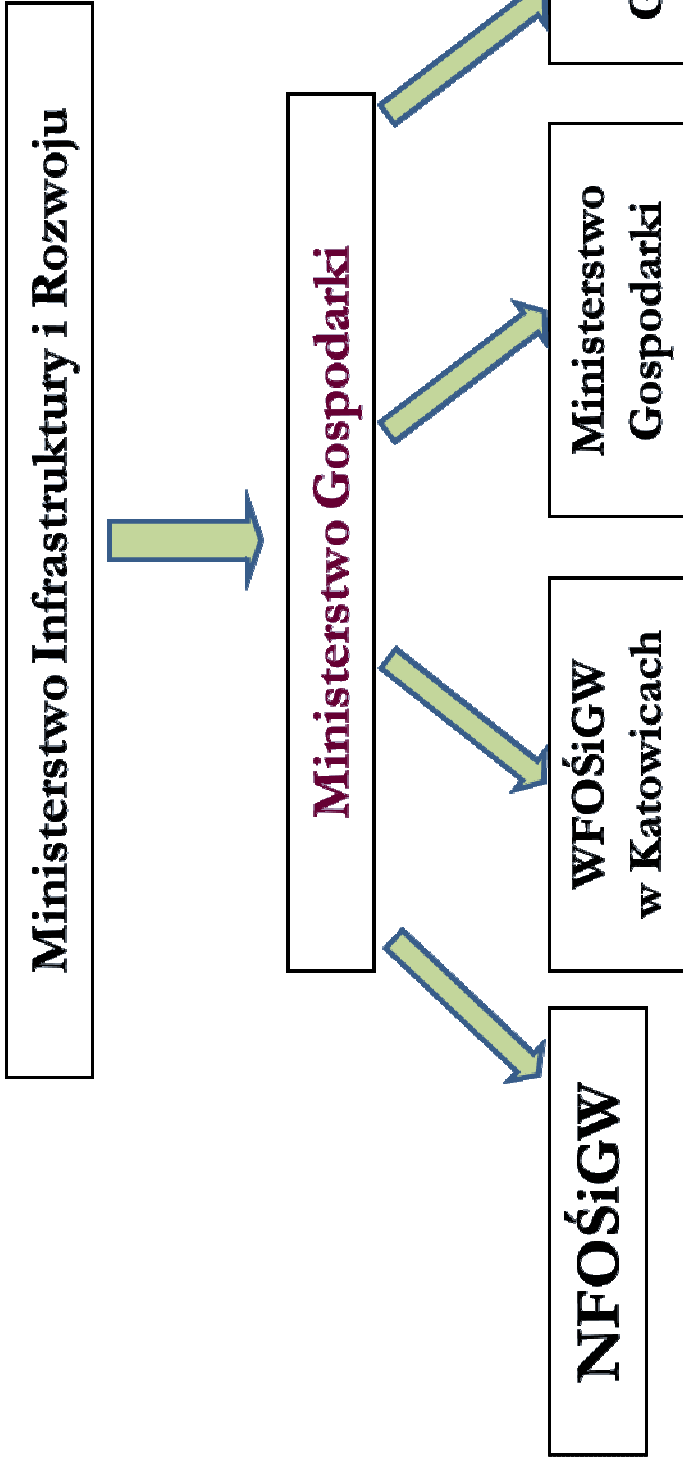 Ministerstwo Infrastruktury i Rozwoju
Ministerstwo Gospodarki
NFOŚiGW
WFOŚiGW
w Katowicach
Ministerstwo
Gospodarki